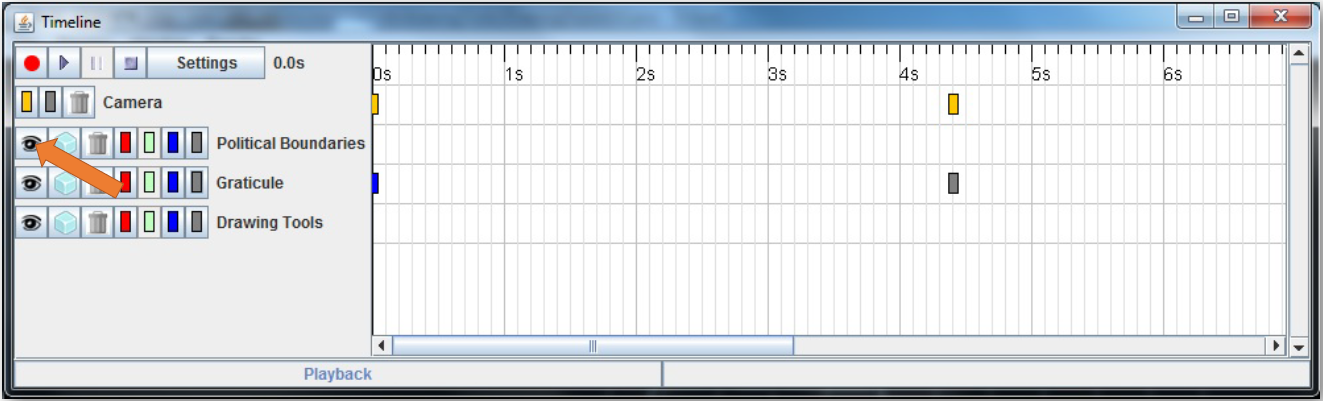 Timeline
Settings 0.0s
0s 1s 2s 3s 4s 5s 6s
Camera
Political Boundaries
Graticule
Drawing Tools
Playback